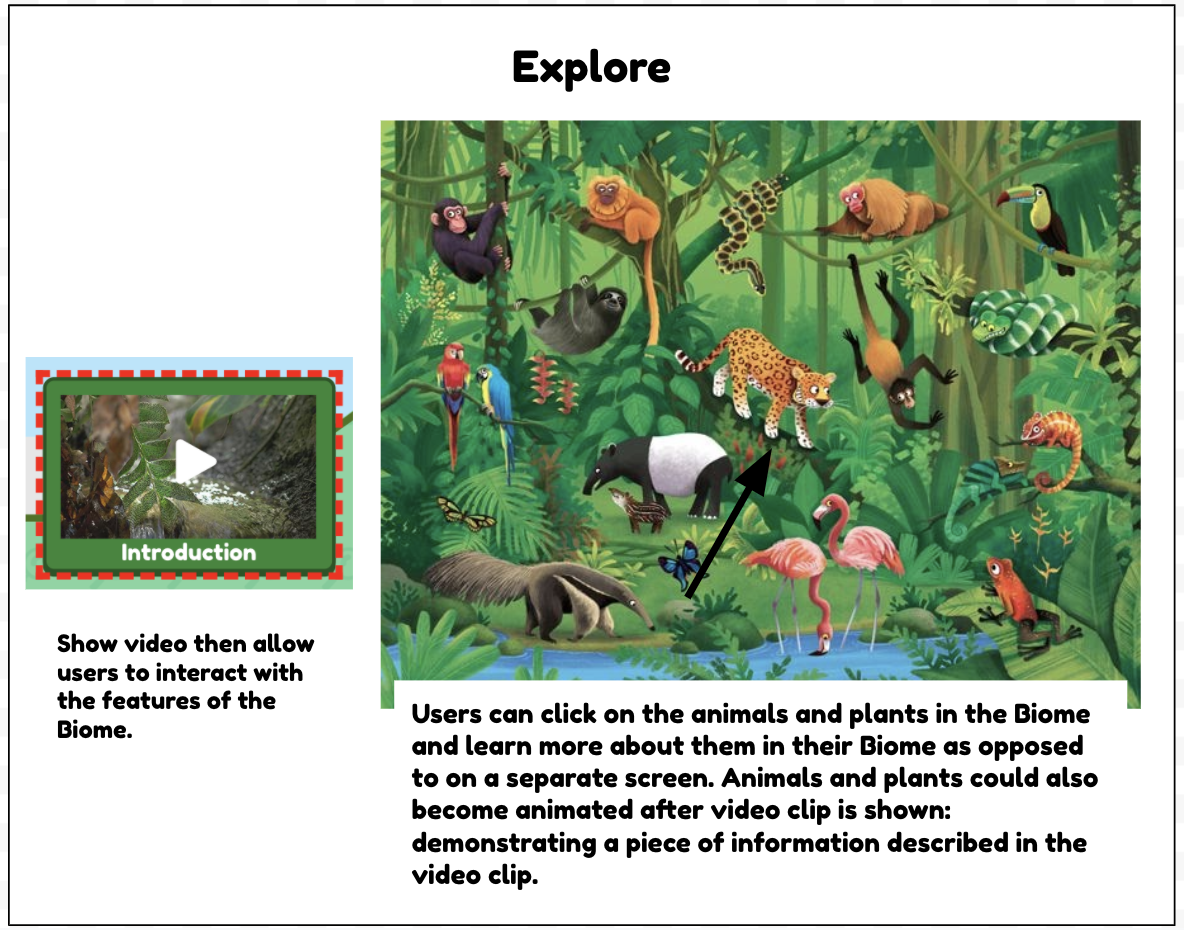 Explore
Introduction
Show video then allow
users to interact with
the features of the
Biome.
Users can click on the animals and plants in the Biome
and learn more about them in their Biome as opposed
to on a separate screen. Animals and plants could also
become animated after video clip is shown:
demonstrating a piece of information described in the
video clip.